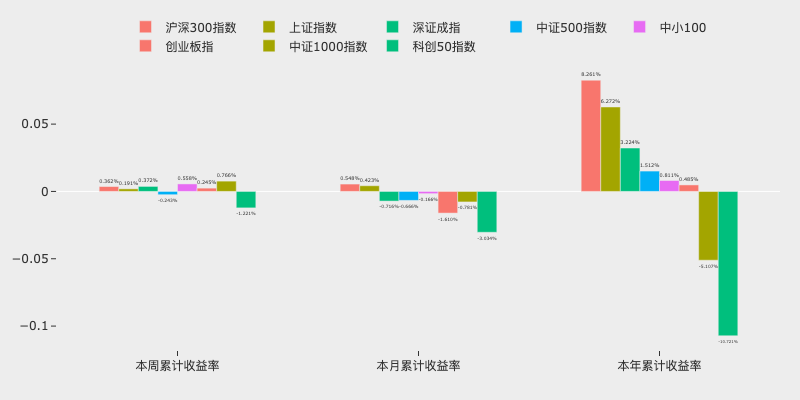 沪深300指数 上证指数 深证成指 中证500指数 中小100
创业板指 中证1000指数 科创50指数
8.261%
6.272%
0.05
3.224%
1.512%
0.362% 0.191% 0.372% 0.558% 0.245% 0.766% 0.548% 0.423% 0.811% 0.485%
0
-0.243% -1.221% -0.716% -0.666% -0.166% -1.610% -0.781% -3.034%
−0.05
-5.107%
−0.1
-10.721%
本周累计收益率 本月累计收益率 本年累计收益率